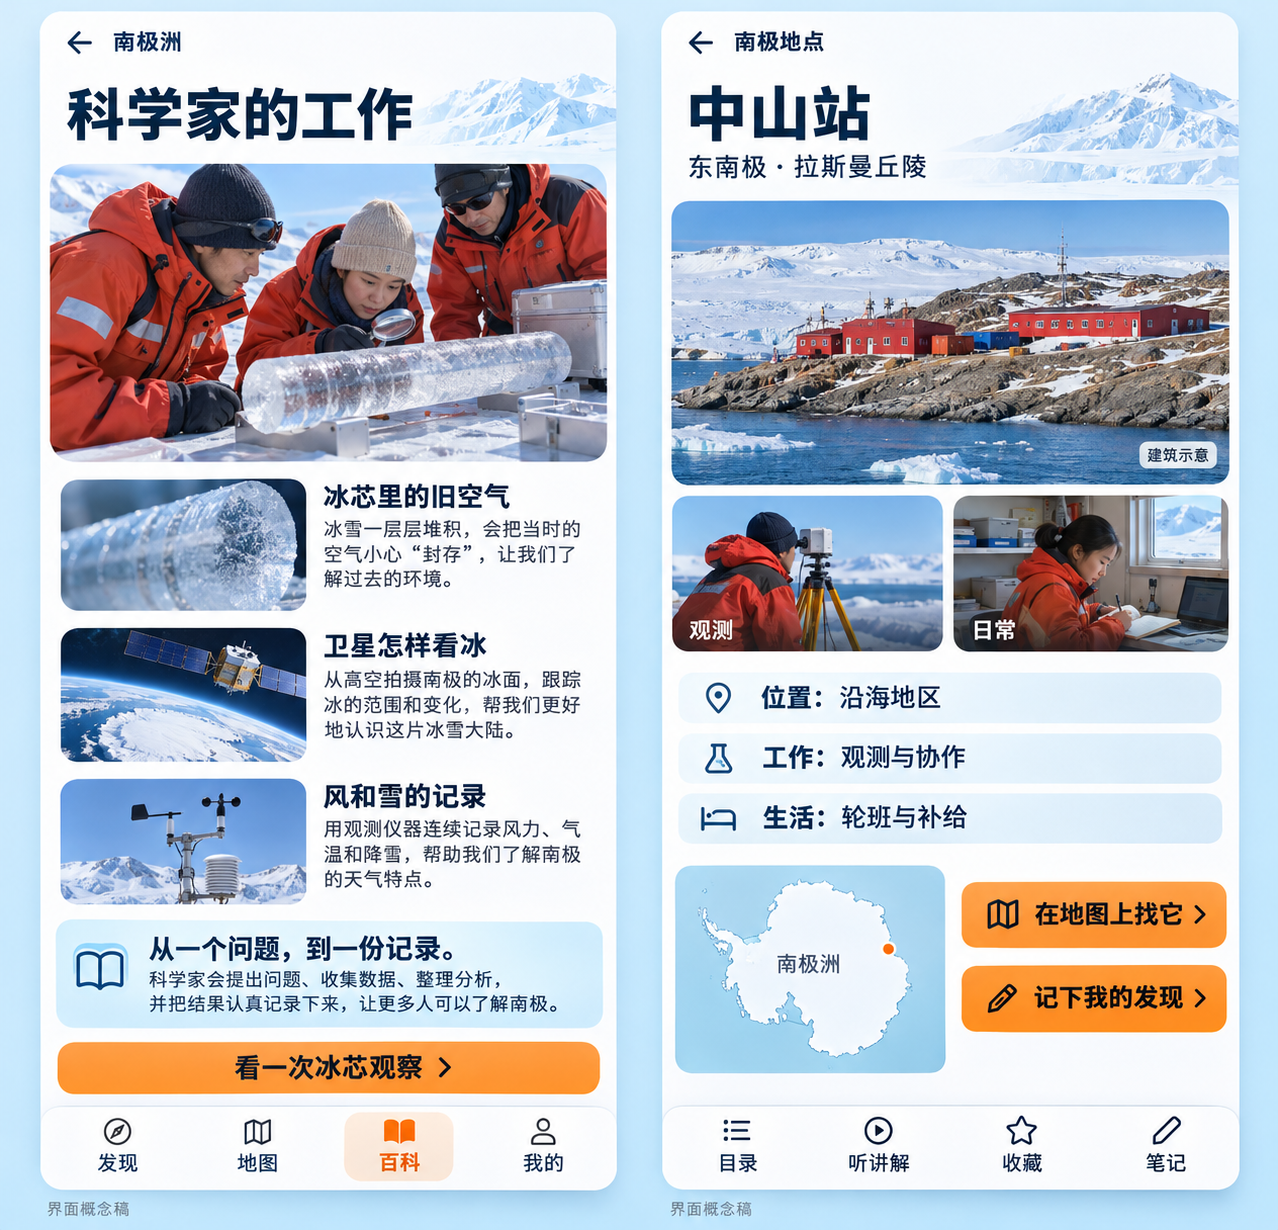 南极洲
科学家的工作
冰芯里的旧空气
冰雪一层层堆积，会把当时的
空气小心“封存”，让我们了
解过去的环境。
卫星怎样看冰
从高空拍摄南极的冰面，跟踪
冰的范围和变化，帮我们更好
地认识这片冰雪大陆。
风和雪的记录
用观测仪器连续记录风力、气
温和降雪，帮助我们了解南极
的天气特点。
从一个问题，到一份记录。
科学家会提出问题、收集数据、整理分析，
并把结果认真记录下来，让更多人可以了解南极。
看一次冰芯观察
发现
地图
百科
我的
界面概念稿
南极地点
中山站
东南极·拉斯曼丘陵
建筑示意
观测
日常
位置：沿海地区
工作：观测与协作
生活：轮班与补给
南极洲
在地图上找它
记下我的发现
目录
听讲解
收藏
笔记
界面概念稿